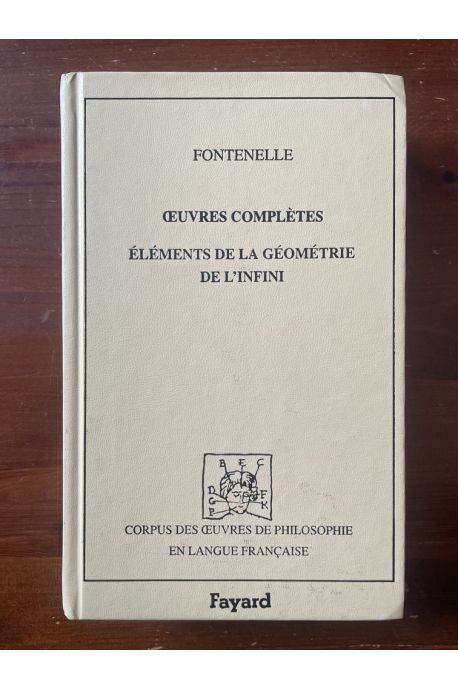 FONTENELLE
ŒUVRES COMPLÈTES
ÉLÉMENTS DE LA GÉOMÉTRIE
DE L'INFINI
B E C
D F
G K
P
CORPUS DES ŒUVRES DE PHILOSOPHIE
EN LANGUE FRANÇAISE
Fayard